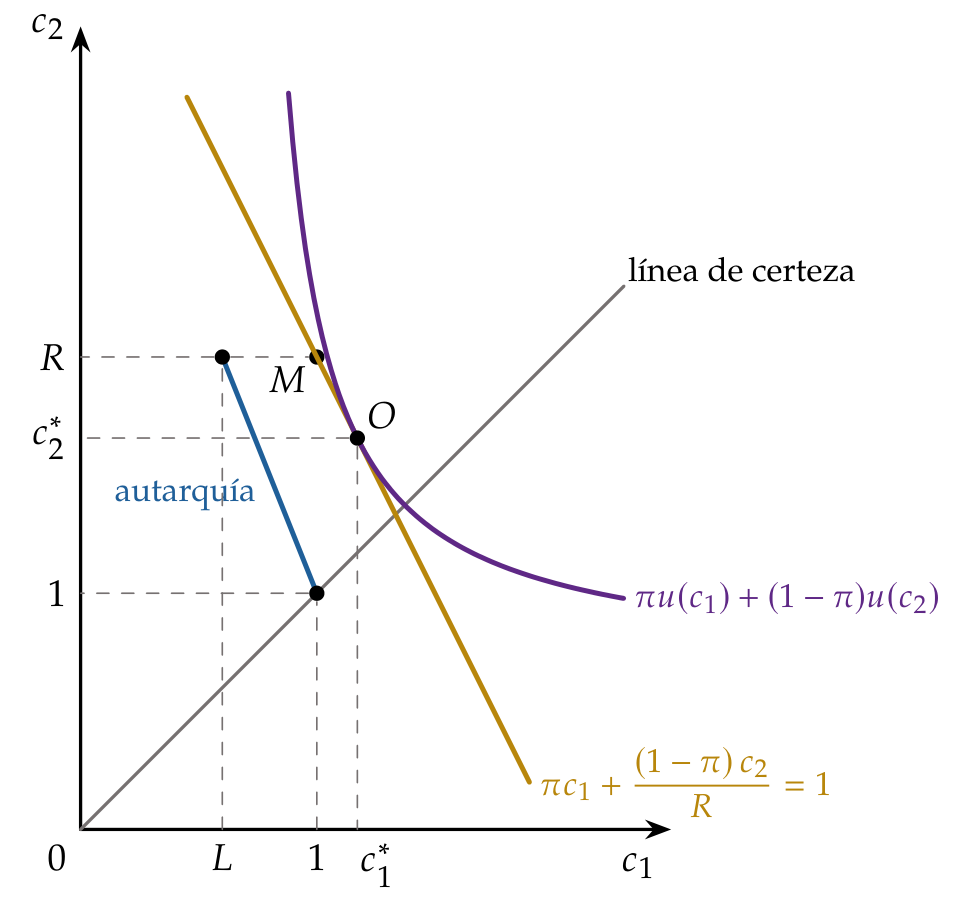 c₂
línea de certeza
R
M
O
c₂*
autarquía
1
πu(c₁) + (1 − π)u(c₂)
πc₁ + (1 − π) c₂ / R = 1
0
L
1
c₁*
c₁